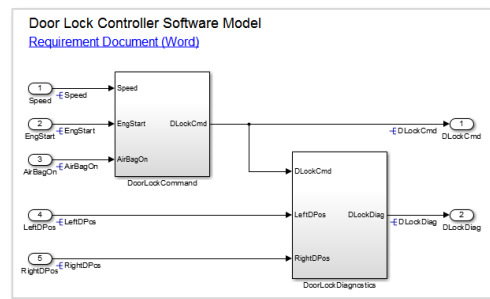 Door Lock Controller Software Model
Requirement Document (Word)
1
Speed
Speed
Speed
2
EngStart
EngStart
EngStart
DLockCmd
3
AirBagOn
AirBagOn
AirBagOn
DoorLockCommand
DLockCmd
1
DLockCmd
DLockCmd
4
LeftDPos
LeftDPos
LeftDPos
DLockDiag
DLockDiag
2
DLockDiag
5
RightDPos
RightDPos
RightDPos
DoorLockDiagnostics